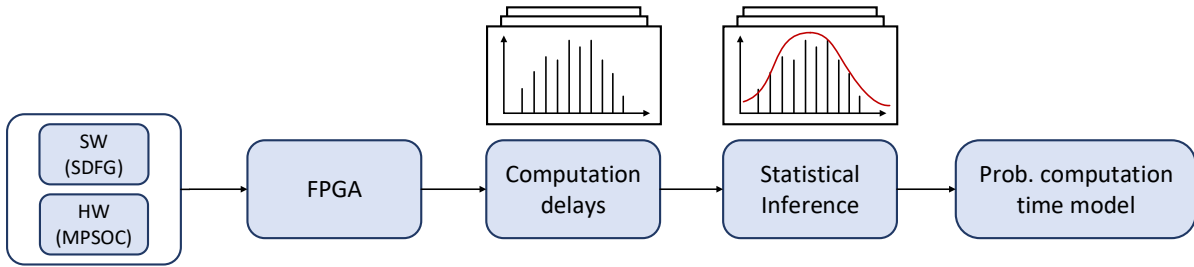 SW
(SDFG)
HW
(MPSOC)
FPGA
Computation
delays
Statistical
Inference
Prob. computation
time model